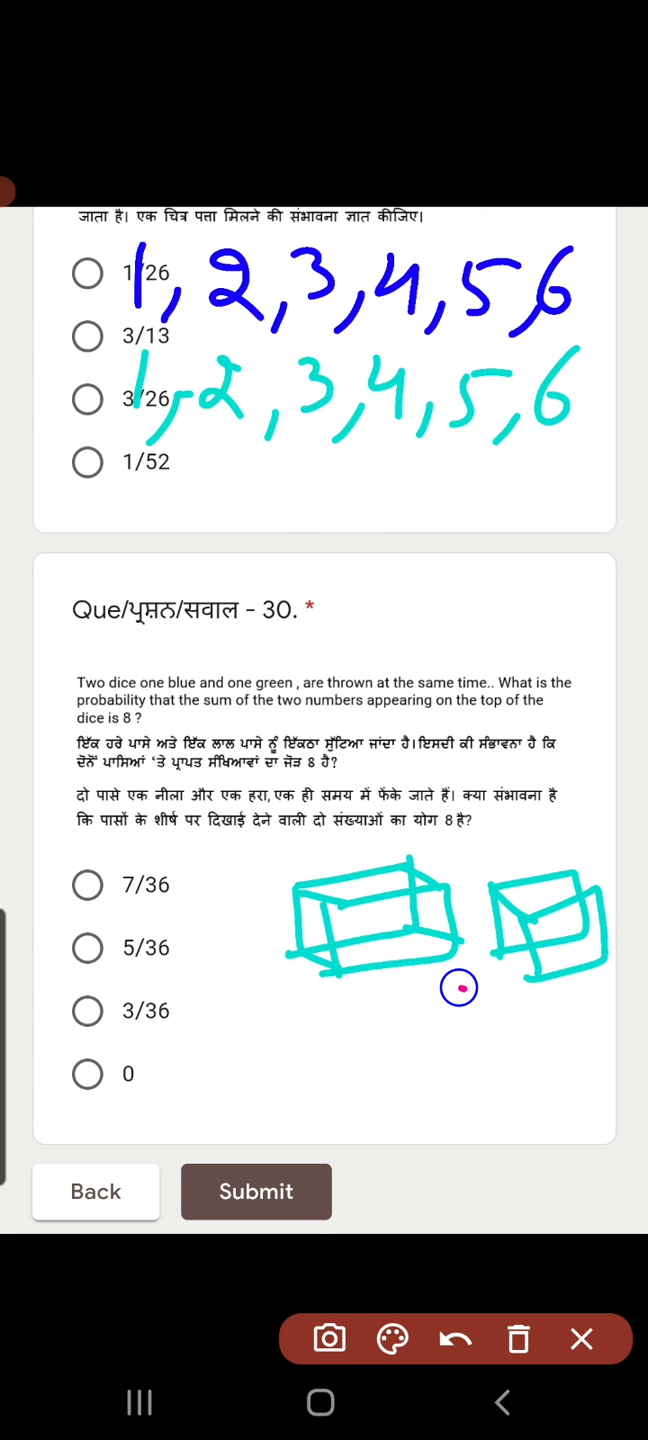 जाता है। एक चित्र पत्ता मिलने की संभावना ज्ञात कीजिए।
1/26
1, 2, 3, 4, 5, 6
3/13
3/26
1, 2, 3, 4, 5, 6
1/52
Que/ਪ੍ਰਸ਼ਨ/सवाल - 30. *
Two dice one blue and one green , are thrown at the same time.. What is the
probability that the sum of the two numbers appearing on the top of the
dice is 8 ?
ਇੱਕ ਹਰੇ ਪਾਸੇ ਅਤੇ ਇੱਕ ਲਾਲ ਪਾਸੇ ਨੂੰ ਇੱਕਠਾ ਸੁੱਟਿਆ ਜਾਂਦਾ ਹੈ।ਇਸਦੀ ਕੀ ਸੰਭਾਵਨਾ ਹੈ ਕਿ
ਦੋਨੋਂ ਪਾਸਿਆਂ ‘ਤੇ ਪ੍ਰਾਪਤ ਸੰਖਿਆਵਾਂ ਦਾ ਜੋੜ 8 ਹੈ?
दो पासे एक नीला और एक हरा, एक ही समय में फेंके जाते हैं। क्या संभावना है
कि पासों के शीर्ष पर दिखाई देने वाली दो संख्याओं का योग 8 है?
7/36
5/36
3/36
0
Back
Submit